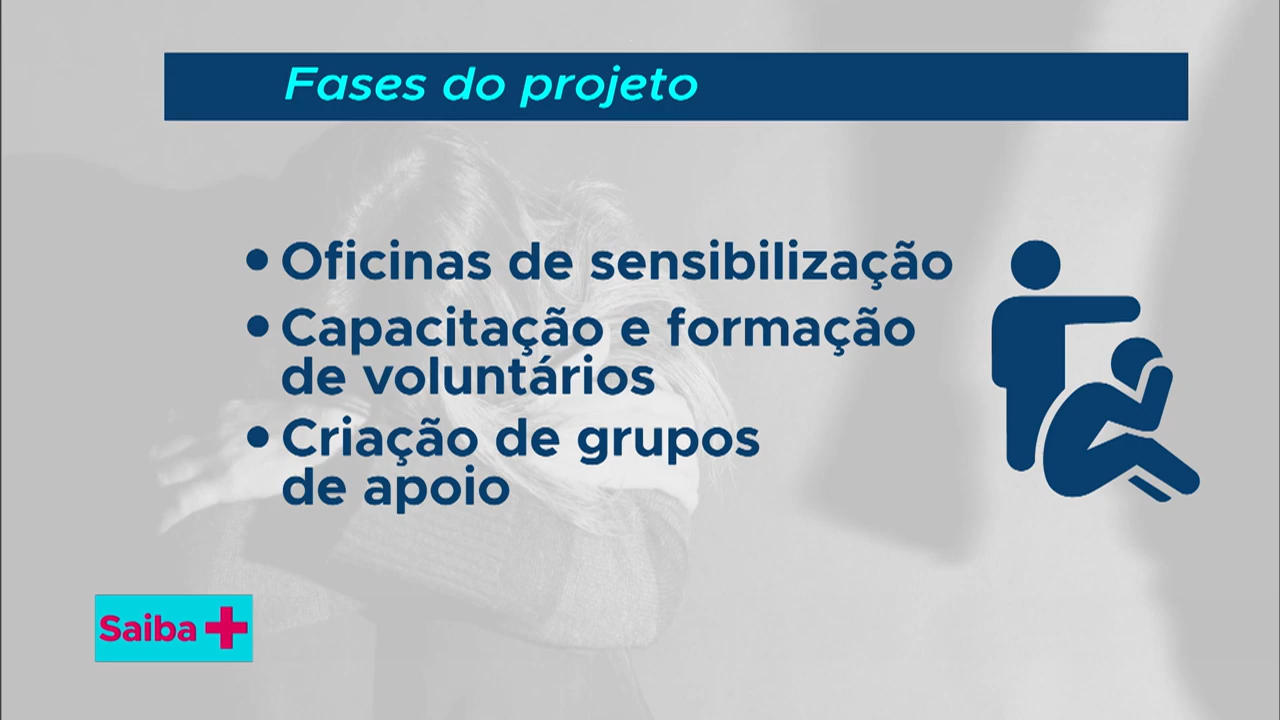 Fases do projeto
• Oficinas de sensibilização
• Capacitação e formação
de voluntários
• Criação de grupos
de apoio
Saiba +